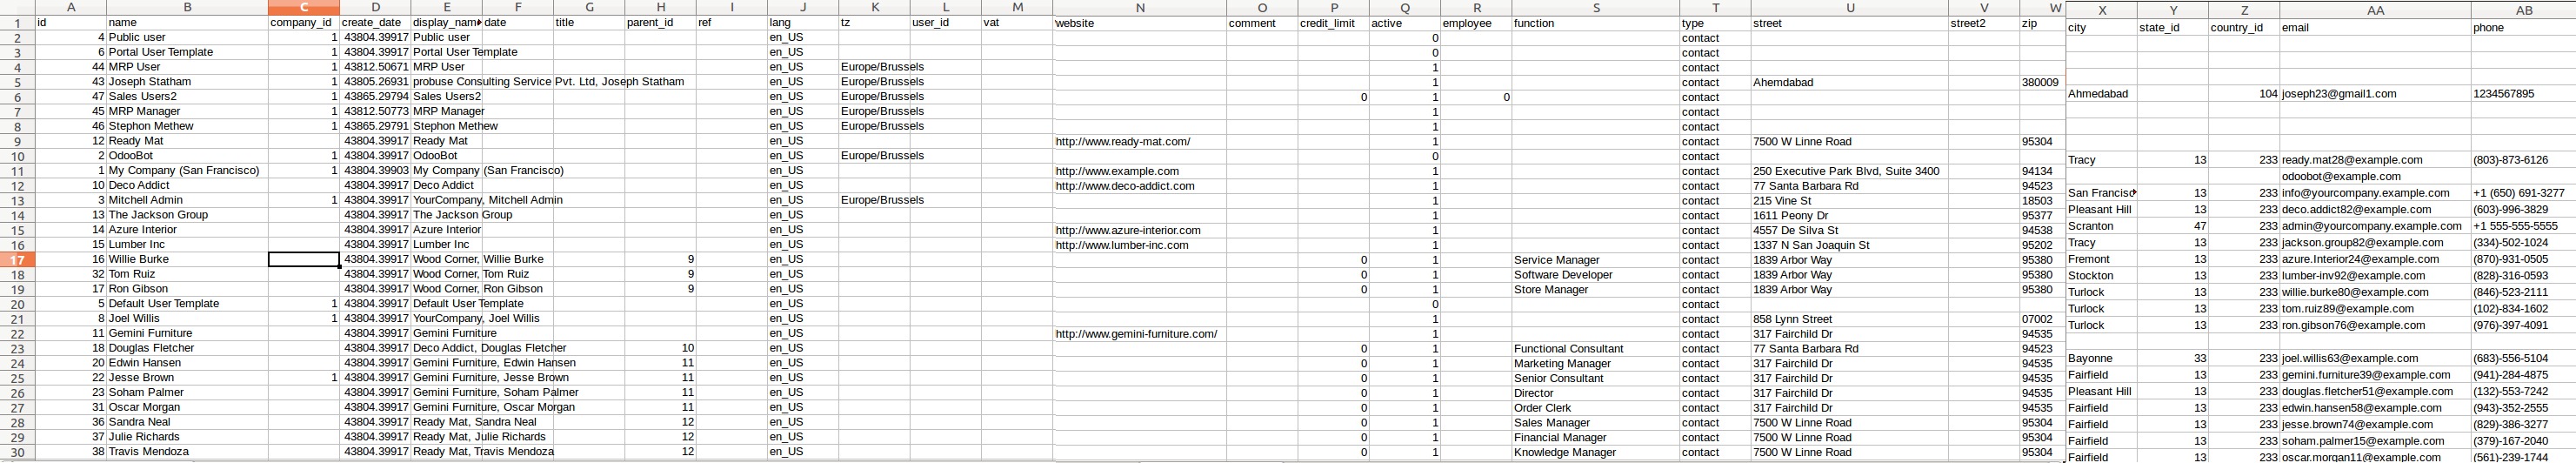 A B C D E F G H I J K L M N O P Q R S T U V W
1 id name company_id create_date display_nam date title parent_id ref lang tz user_id vat website comment credit_limit active employee function type street street2 zip
2 4 Public user 1 43804.39917 Public user en_US 0 contact
3 6 Portal User Template 1 43804.39917 Portal User Template en_US 0 contact
4 44 MRP User 1 43812.50671 MRP User en_US Europe/Brussels 1 contact
5 43 Joseph Statham 1 43805.26931 probuse Consulting Service Pvt. Ltd, Joseph Statham en_US Europe/Brussels 1 contact Ahemdabad 380009
6 47 Sales Users2 1 43865.29794 Sales Users2 en_US Europe/Brussels 0 1 0 contact
7 45 MRP Manager 1 43812.50773 MRP Manager en_US Europe/Brussels 1 contact
8 46 Stephon Methew 1 43865.29791 Stephon Methew en_US Europe/Brussels 1 contact
9 12 Ready Mat 43804.39917 Ready Mat en_US http://www.ready-mat.com/ 1 contact 7500 W Linne Road 95304
10 2 OdooBot 1 43804.39917 OdooBot en_US Europe/Brussels 0 contact
11 1 My Company (San Francisco) 1 43804.39903 My Company (San Francisco) en_US http://www.example.com 1 contact 250 Executive Park Blvd, Suite 3400 94134
12 10 Deco Addict 43804.39917 Deco Addict en_US http://www.deco-addict.com 1 contact 77 Santa Barbara Rd 94523
13 3 Mitchell Admin 1 43804.39917 YourCompany, Mitchell Admin en_US Europe/Brussels 1 contact 215 Vine St 18503
14 13 The Jackson Group 43804.39917 The Jackson Group en_US 1 contact 1611 Peony Dr 95377
15 14 Azure Interior 43804.39917 Azure Interior en_US http://www.azure-interior.com 1 contact 4557 De Silva St 94538
16 15 Lumber Inc 43804.39917 Lumber Inc en_US http://www.lumber-inc.com 1 contact 1337 N San Joaquin St 95202
17 16 Willie Burke 43804.39917 Wood Corner, Willie Burke 9 en_US 0 1 Service Manager contact 1839 Arbor Way 95380
18 32 Tom Ruiz 43804.39917 Wood Corner, Tom Ruiz 9 en_US 0 1 Software Developer contact 1839 Arbor Way 95380
19 17 Ron Gibson 43804.39917 Wood Corner, Ron Gibson 9 en_US 0 1 Store Manager contact 1839 Arbor Way 95380
20 5 Default User Template 1 43804.39917 Default User Template en_US 0 contact
21 8 Joel Willis 1 43804.39917 YourCompany, Joel Willis en_US 1 contact 858 Lynn Street 07002
22 11 Gemini Furniture 43804.39917 Gemini Furniture en_US http://www.gemini-furniture.com/ 1 contact 317 Fairchild Dr 94535
23 18 Douglas Fletcher 43804.39917 Deco Addict, Douglas Fletcher 10 en_US 0 1 Functional Consultant contact 77 Santa Barbara Rd 94523
24 20 Edwin Hansen 43804.39917 Gemini Furniture, Edwin Hansen 11 en_US 0 1 Marketing Manager contact 317 Fairchild Dr 94535
25 22 Jesse Brown 1 43804.39917 Gemini Furniture, Jesse Brown 11 en_US 0 1 Senior Consultant contact 317 Fairchild Dr 94535
26 23 Soham Palmer 43804.39917 Gemini Furniture, Soham Palmer 11 en_US 0 1 Director contact 317 Fairchild Dr 94535
27 31 Oscar Morgan 43804.39917 Gemini Furniture, Oscar Morgan 11 en_US 0 1 Order Clerk contact 317 Fairchild Dr 94535
28 36 Sandra Neal 43804.39917 Ready Mat, Sandra Neal 12 en_US 0 1 Sales Manager contact 7500 W Linne Road 95304
29 37 Julie Richards 43804.39917 Ready Mat, Julie Richards 12 en_US 0 1 Financial Manager contact 7500 W Linne Road 95304
30 38 Travis Mendoza 43804.39917 Ready Mat, Travis Mendoza 12 en_US 0 1 Knowledge Manager contact 7500 W Linne Road 95304
X Y Z AA AB
city state_id country_id email phone
Ahmedabad 104 joseph23@gmail1.com 1234567895
Tracy 13 233 ready.mat28@example.com (803)-873-6126
odoobot@example.com
San Francisc 13 233 info@yourcompany.example.com +1 (650) 691-3277
Pleasant Hill 13 233 deco.addict82@example.com (603)-996-3829
Scranton 47 233 admin@yourcompany.example.com +1 555-555-5555
Tracy 13 233 jackson.group82@example.com (334)-502-1024
Fremont 13 233 azure.Interior24@example.com (870)-931-0505
Stockton 13 233 lumber-inv92@example.com (828)-316-0593
Turlock 13 233 willie.burke80@example.com (846)-523-2111
Turlock 13 233 tom.ruiz89@example.com (102)-834-1602
Turlock 13 233 ron.gibson76@example.com (976)-397-4091
Bayonne 33 233 joel.willis63@example.com (683)-556-5104
Fairfield 13 233 gemini.furniture39@example.com (941)-284-4875
Pleasant Hill 13 233 douglas.fletcher51@example.com (132)-553-7242
Fairfield 13 233 edwin.hansen58@example.com (943)-352-2555
Fairfield 13 233 jesse.brown74@example.com (829)-386-3277
Fairfield 13 233 soham.palmer15@example.com (379)-167-2040
Fairfield 13 233 oscar.morgan11@example.com (561)-239-1744